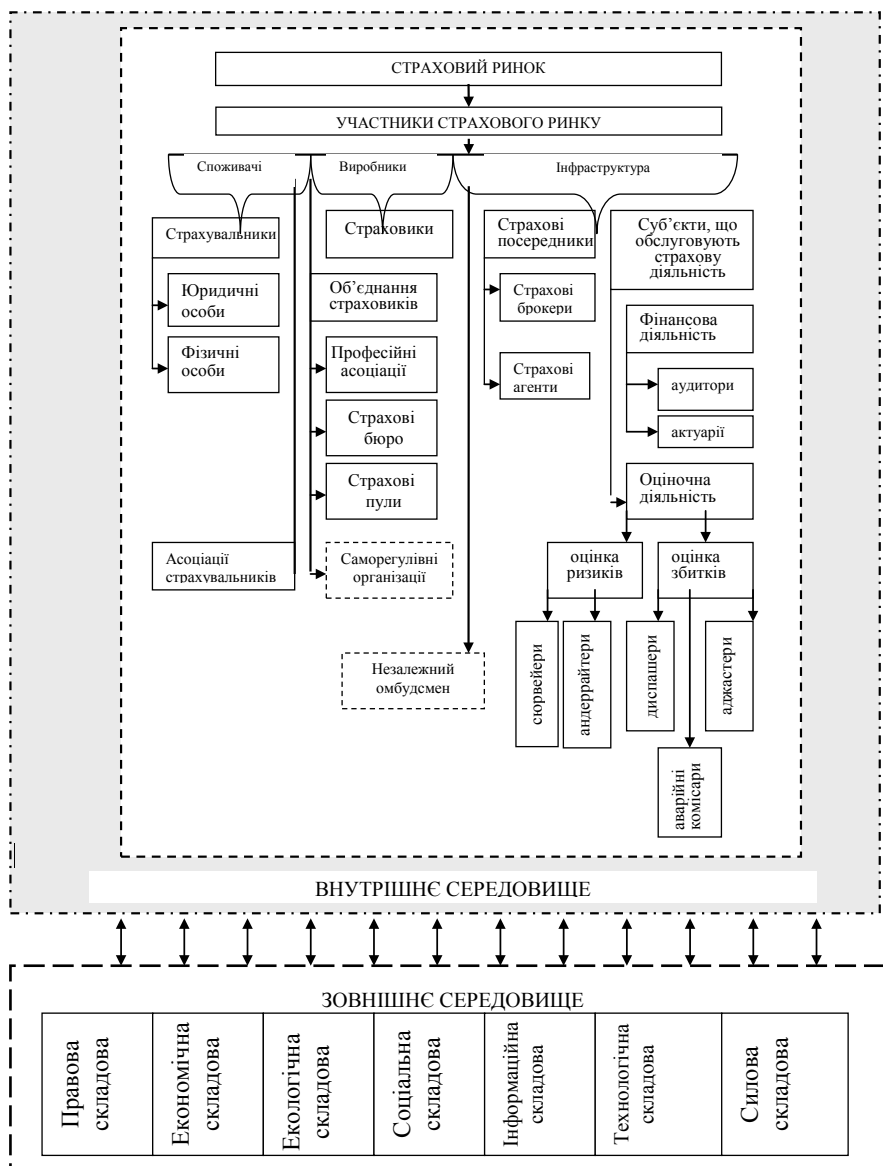 СТРАХОВИЙ РИНОК
УЧАСТНИКИ СТРАХОВОГО РИНКУ
Споживачі
Виробники
Інфраструктура
Страхувальники
Юридичні
особи
Фізичні
особи
Асоціації
страхувальників
Страховики
Об’єднання
страховиків
Професійні
асоціації
Страхові
бюро
Страхові
пули
Саморегулівні
організації
Незалежний
омбудсмен
Страхові
посередники
Страхові
брокери
Страхові
агенти
Суб’єкти, що
обслуговують
страхову
діяльність
Фінансова
діяльність
аудитори
актуарії
Оціночна
діяльність
оцінка
ризиків
оцінка
збитків
сюрвейери
андеррайтери
диспашери
аджастери
аварійні
комісари
ВНУТРІШНЄ СЕРЕДОВИЩЕ
ЗОВНІШНЄ СЕРЕДОВИЩЕ
Правова
складова
Економічна
складова
Екологічна
складова
Соціальна
складова
Інформаційна
складова
Технологічна
складова
Силова
складова